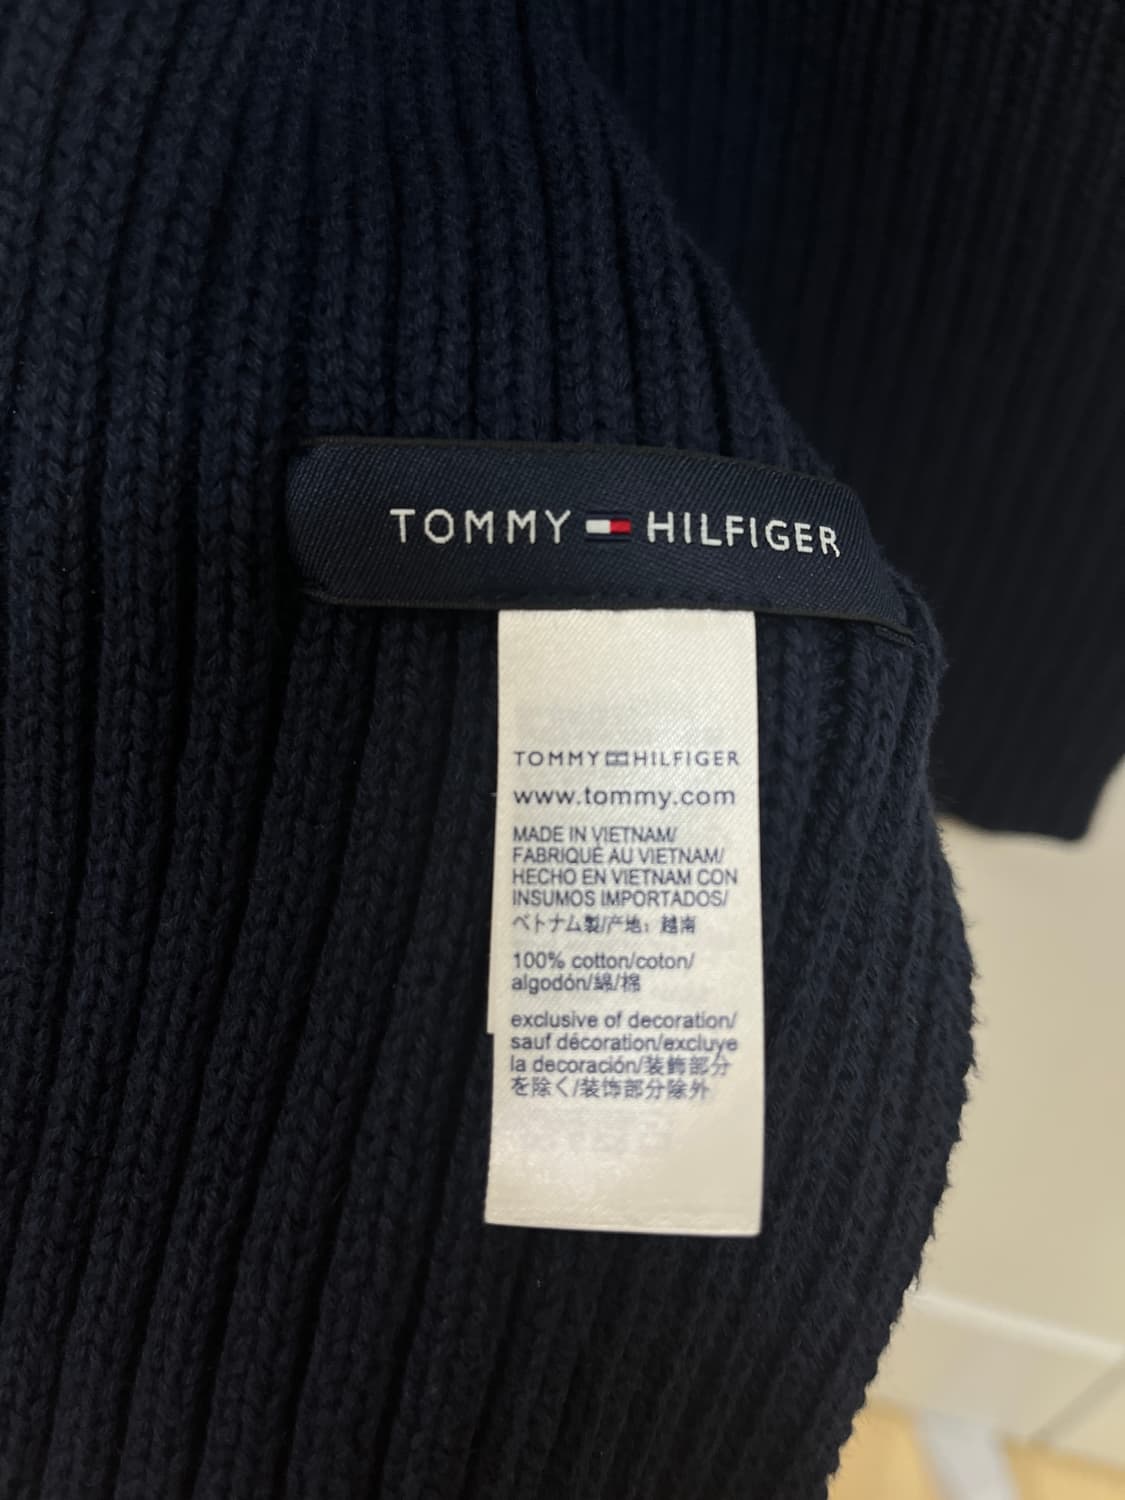 TOMMY HILFIGER
TOMMY HILFIGER
www.tommy.com
MADE IN VIETNAM/
FABRIQUÉ AU VIETNAM/
HECHO EN VIETNAM CON
INSUMOS IMPORTADOS/
ベトナム製/产地：越南
100% cotton/coton/
algodón/綿/棉
exclusive of decoration/
sauf décoration/excluye
la decoración/装飾部分
を除く/装饰部分除外